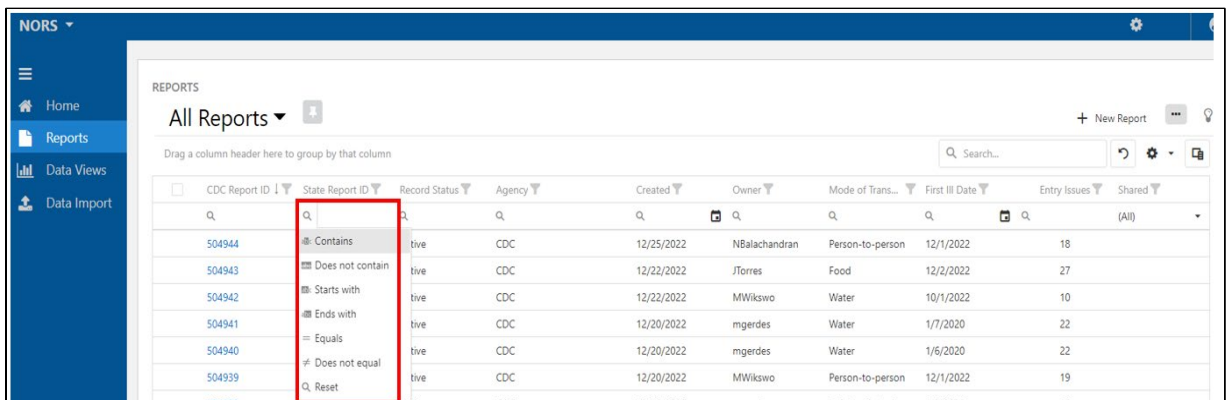 NORS
Home
Reports
Data Views
Data Import
REPORTS
All Reports
+ New Report
Drag a column header here to group by that column
Search...
CDC Report ID State Report ID Record Status Agency Created Owner Mode of Trans... First Ill Date Entry Issues Shared
(All)
504944 Contains tive CDC 12/25/2022 NBalachandran Person-to-person 12/1/2022 18
504943 Does not contain tive CDC 12/22/2022 JTorres Food 12/2/2022 27
504942 Starts with tive CDC 12/22/2022 MWikswo Water 10/1/2022 10
504941 Ends with tive CDC 12/20/2022 mgerdes Water 1/7/2020 22
= Equals
504940 ≠ Does not equal tive CDC 12/20/2022 mgerdes Water 1/6/2020 22
504939 Reset tive CDC 12/20/2022 MWikswo Person-to-person 12/1/2022 19